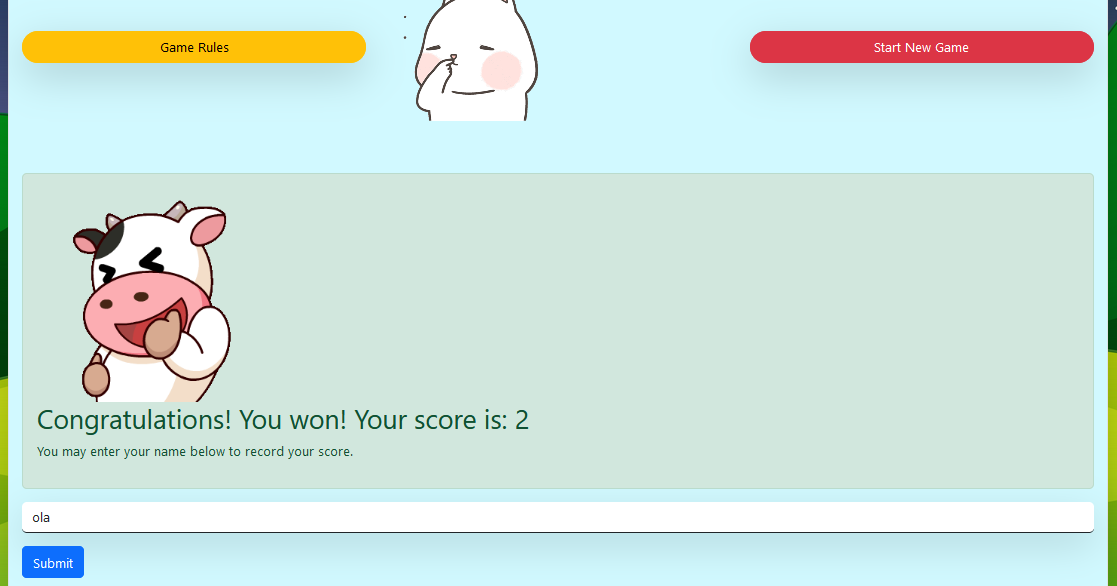 Game Rules
Start New Game
Congratulations! You won! Your score is: 2
You may enter your name below to record your score.
ola
Submit